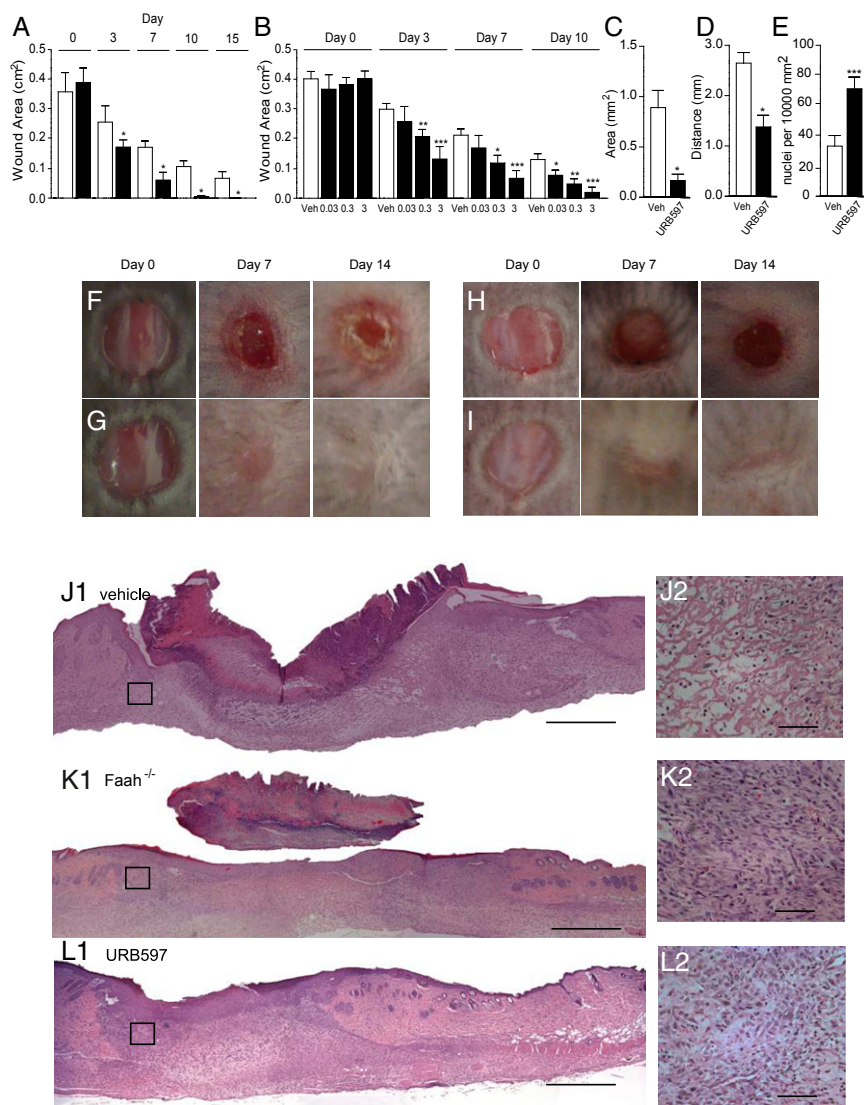 A
Day
0 3 7 10 15
Wound Area (cm²)
0.5
0.4
0.3
0.2
0.1
0.0
* * * *
B
Day 0 Day 3 Day 7 Day 10
Wound Area (cm²)
0.5
0.4
0.3
0.2
0.1
0.0
** *** * *** * ** ***
Veh 0.03 0.3 3 Veh 0.03 0.3 3 Veh 0.03 0.3 3 Veh 0.03 0.3 3
C
Area (mm²)
1.5
1.0
0.5
0.0
*
Veh
URB597
D
Distance (mm)
3.0
2.0
1.0
0.0
*
Veh
URB597
E
nuclei per 10000 mm²
100
80
60
40
20
0
***
Veh
URB597
Day 0 Day 7 Day 14
F
G
Day 0 Day 7 Day 14
H
I
J1 vehicle
J2
K1 Faah -/-
K2
L1 URB597
L2